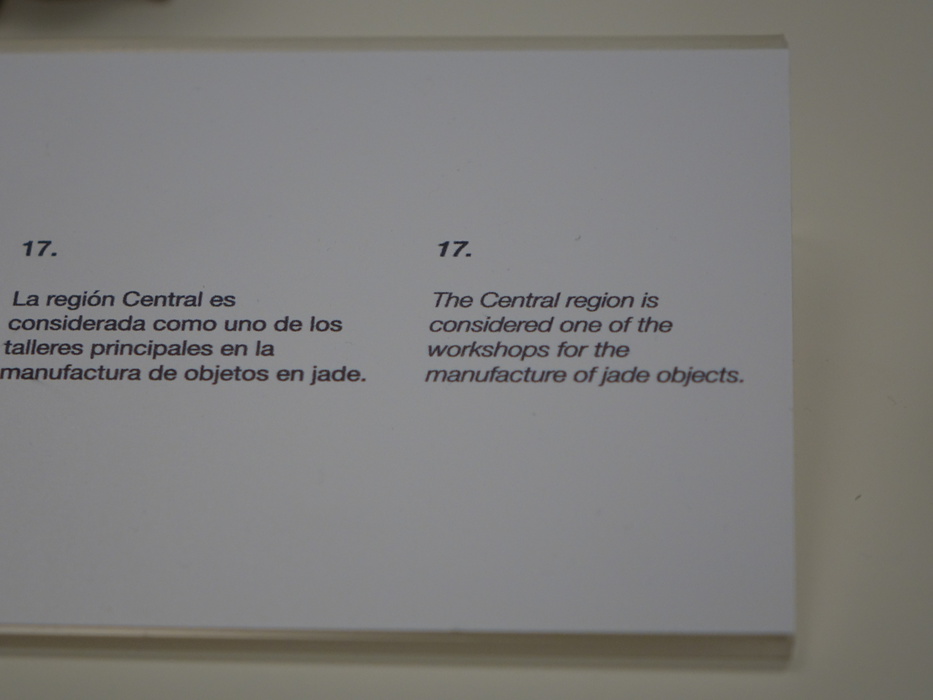 17.
La región Central es
considerada como uno de los
talleres principales en la
manufactura de objetos en jade.
17.
The Central region is
considered one of the
workshops for the
manufacture of jade objects.